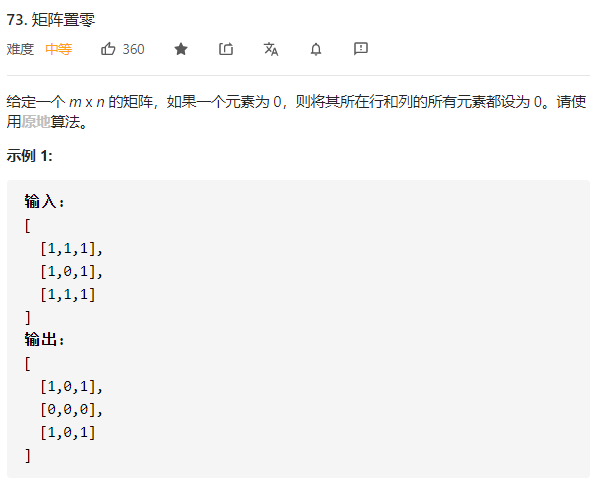 73. 矩阵置零
难度 中等 360
给定一个 m x n 的矩阵，如果一个元素为 0，则将其所在行和列的所有元素都设为 0。请使
用原地算法。
示例 1:
输入:
[
[1,1,1],
[1,0,1],
[1,1,1]
]
输出:
[
[1,0,1],
[0,0,0],
[1,0,1]
]